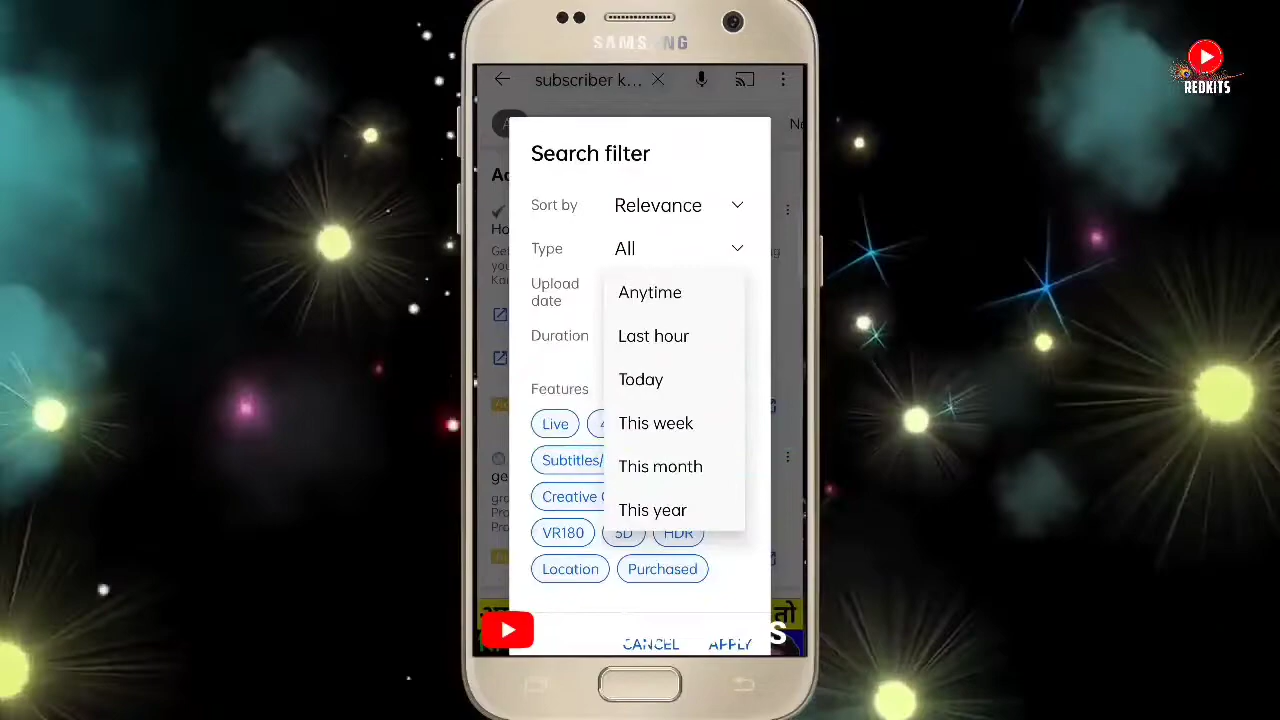 SAMSUNG
REDKITS
subscriber k...
Search filter
Sort by Relevance
Type All
Upload date
Anytime
Last hour
Duration
Today
Features
This week
Live
Subtitles/
This month
Creative
This year
VR180 3D HDR
Location Purchased
CANCEL APPLY